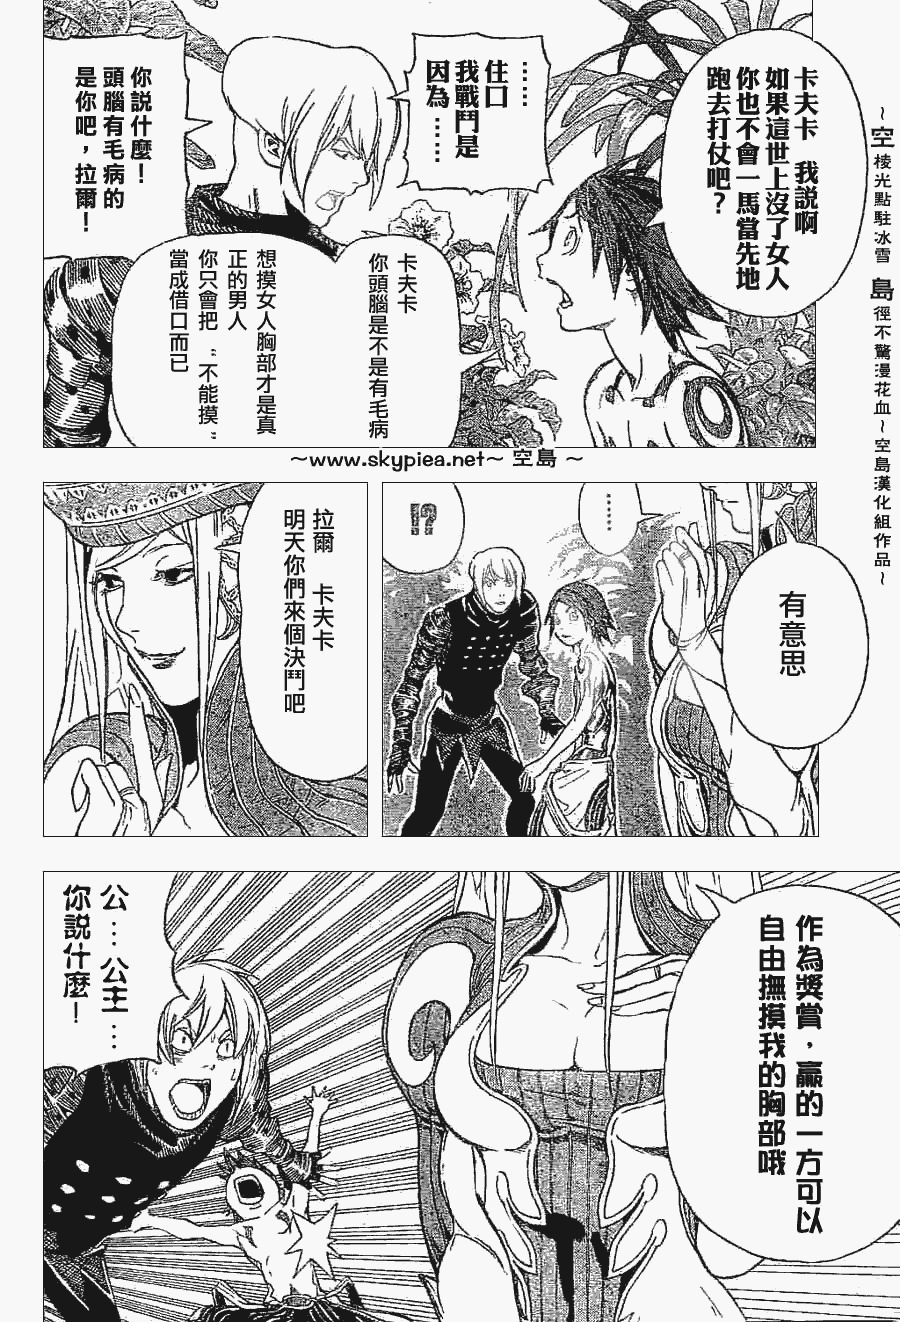 卡夫卡　我説啊
如果這世上沒了女人
你也不會一馬當先地
跑去打仗吧？
……
住口
我戰鬥是
因為……
你説什麼！
頭腦有毛病的
是你吧，拉爾！
卡夫卡
你頭腦是不是有毛病
想摸女人胸部才是真
正的男人
你只會把“不能摸”
當成借口而已
~www.skypiea.net~ 空島 ~
~空棱光點駐冰雪 島徑不驚漫花血~空島漢化組作品~
有意思
……
!?
拉爾　卡夫卡
明天你們來個決鬥吧
作為獎賞，贏的一方可以
自由撫摸我的胸部哦
公…公主…
你説什麼！